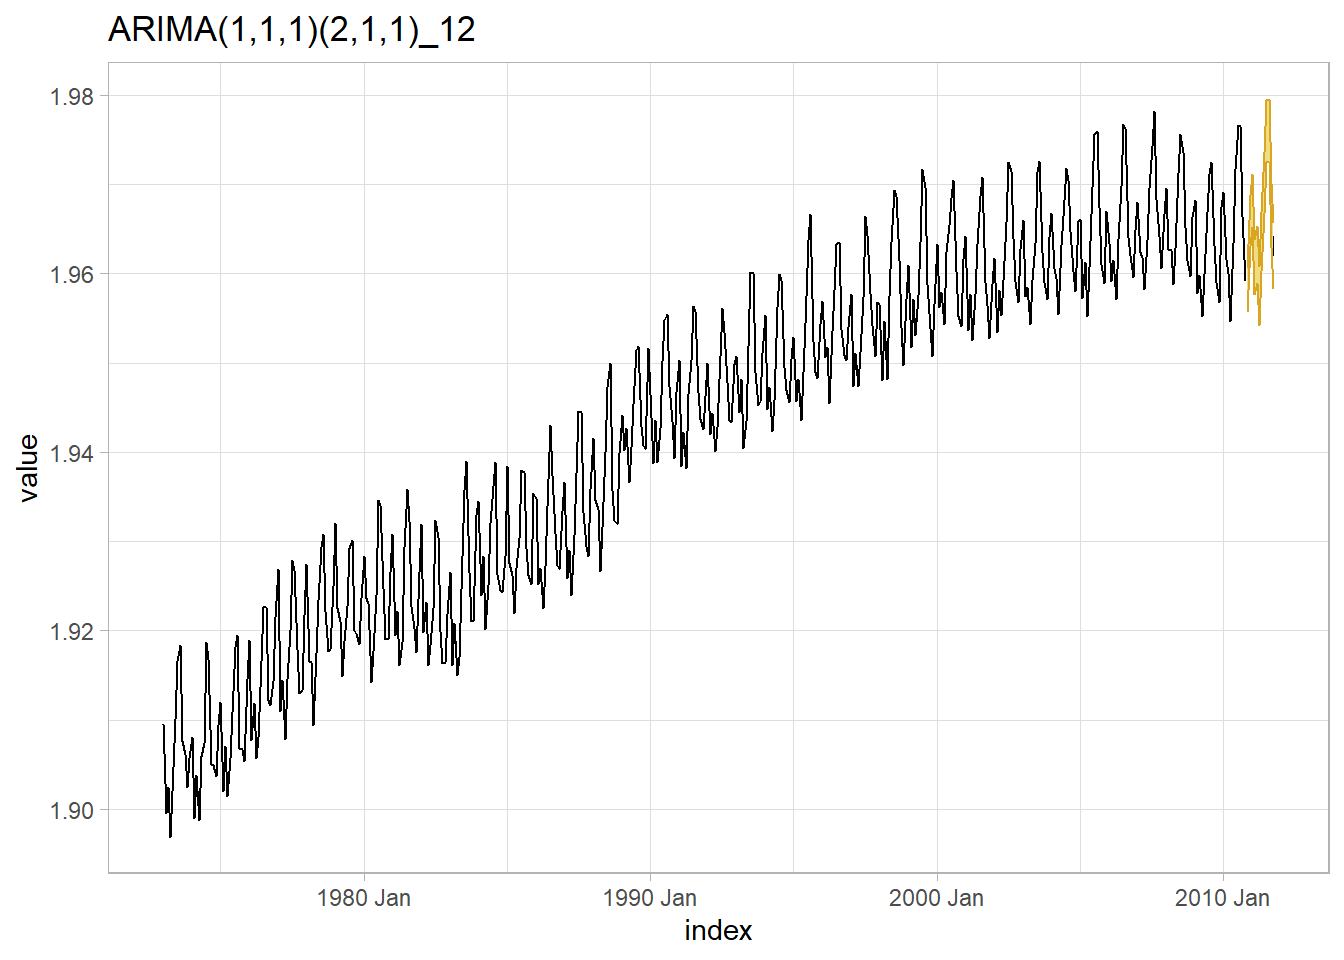 ARIMA(1,1,1)(2,1,1)_12
1.98
1.96
1.94
1.92
1.90
value
1980 Jan
1990 Jan
2000 Jan
2010 Jan
index